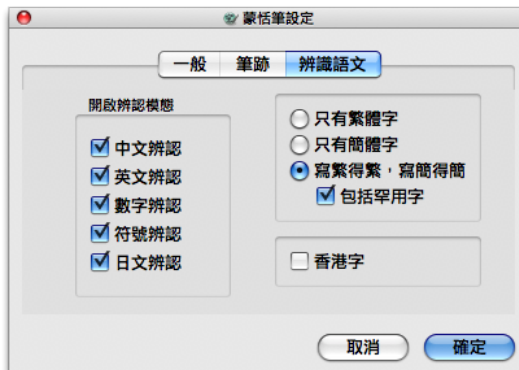 蒙恬筆設定
一般 筆跡 辨識語文
開啟辨認模態
中文辨認
英文辨認
數字辨認
符號辨認
日文辨認
只有繁體字
只有簡體字
寫繁得繁，寫簡得簡
包括罕用字
香港字
取消 確定